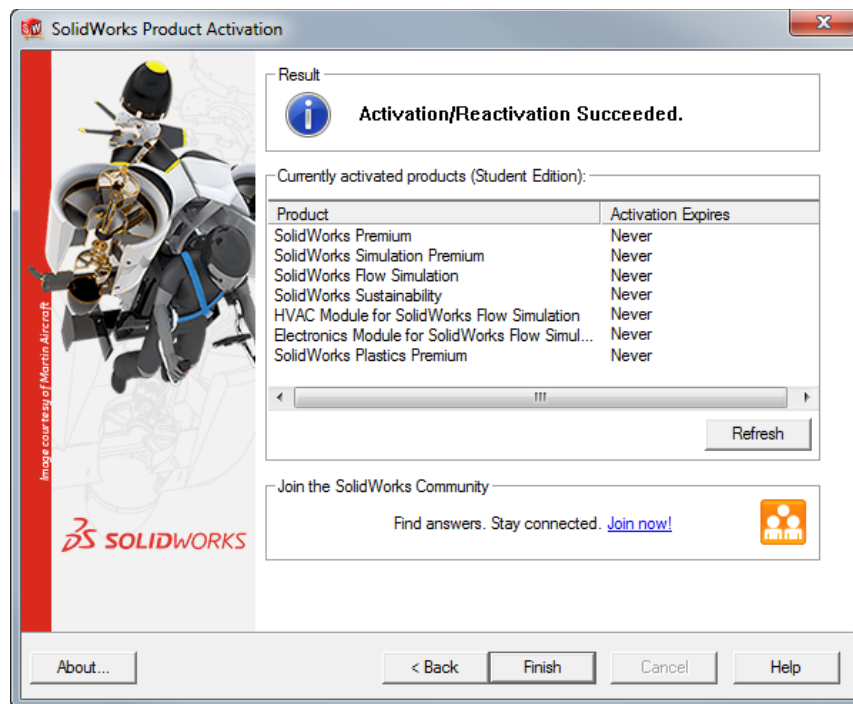 SolidWorks Product Activation
Result
Activation/Reactivation Succeeded.
Currently activated products (Student Edition):
Product Activation Expires
SolidWorks Premium Never
SolidWorks Simulation Premium Never
SolidWorks Flow Simulation Never
SolidWorks Sustainability Never
HVAC Module for SolidWorks Flow Simulation Never
Electronics Module for SolidWorks Flow Simul... Never
SolidWorks Plastics Premium Never
Refresh
Join the SolidWorks Community
Find answers. Stay connected. Join now!
Image courtesy of Martin Aircraft
SOLIDWORKS
About... < Back Finish Cancel Help